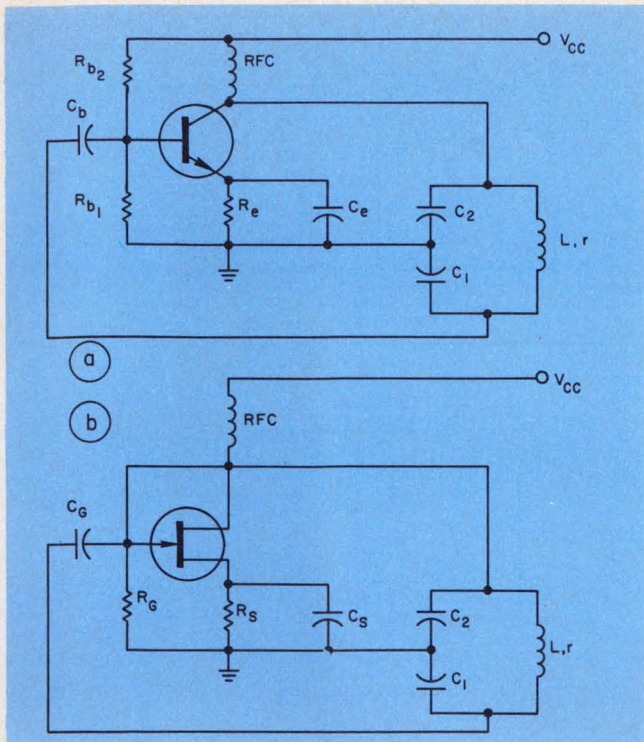 R_b2
RFC
V_CC
C_b
R_b1
R_e
C_e
C_2
C_1
L, r
a
b
V_CC
RFC
C_G
R_G
R_S
C_S
C_2
C_1
L, r